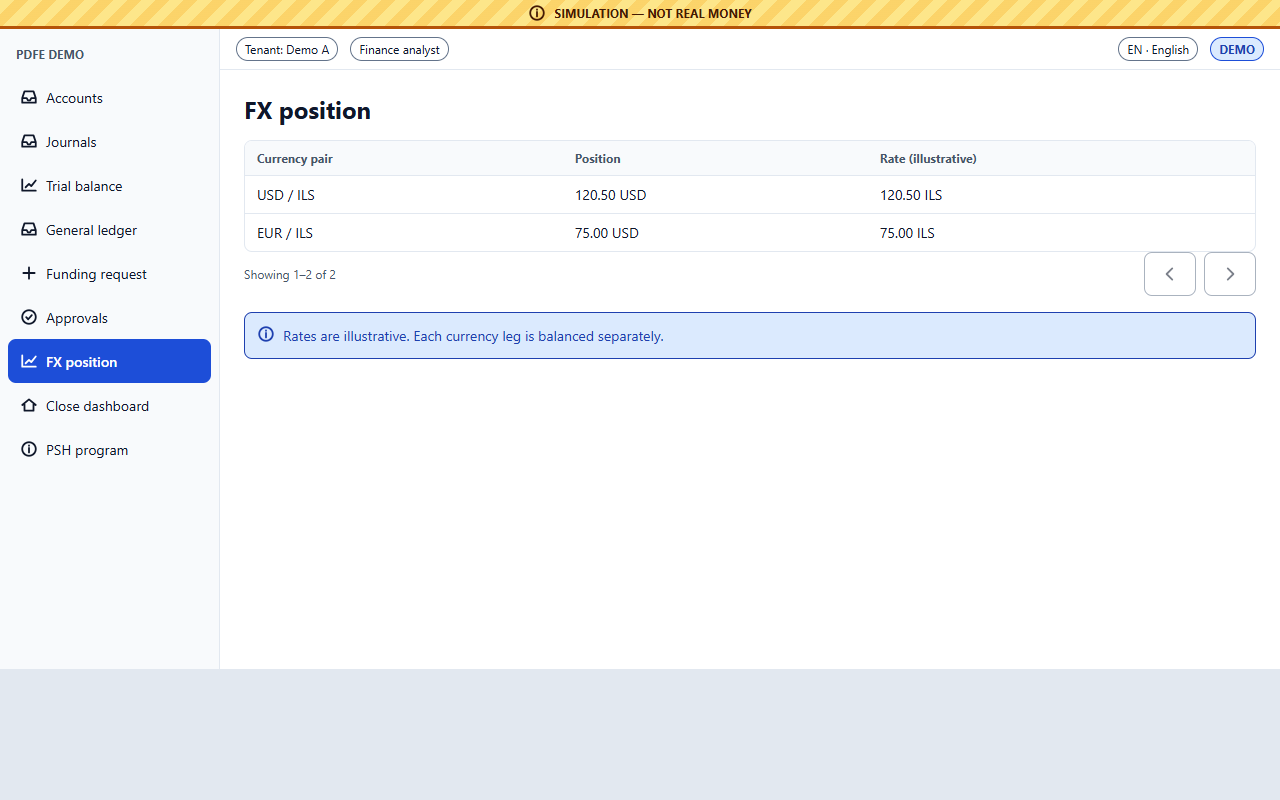 SIMULATION — NOT REAL MONEY
PDFE DEMO
Tenant: Demo A
Finance analyst
EN · English
DEMO
Accounts
Journals
Trial balance
General ledger
Funding request
Approvals
FX position
Close dashboard
PSH program
FX position
Currency pair Position Rate (illustrative)
USD / ILS 120.50 USD 120.50 ILS
EUR / ILS 75.00 USD 75.00 ILS
Showing 1–2 of 2
Rates are illustrative. Each currency leg is balanced separately.